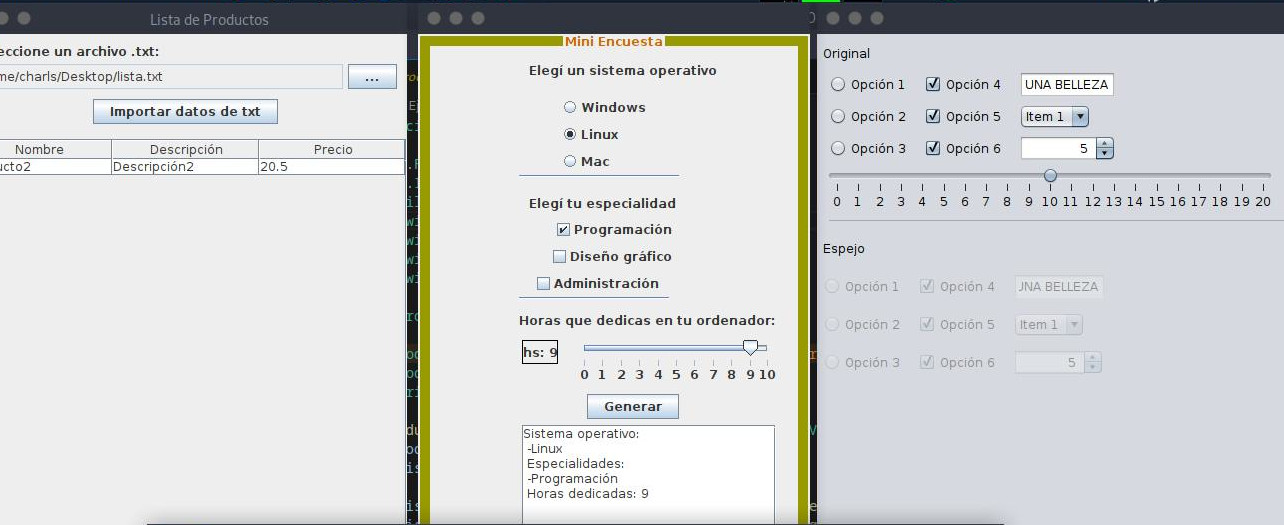 Lista de Productos
eccione un archivo .txt:
me/charls/Desktop/lista.txt
...
Importar datos de txt
Nombre Descripción Precio
ucto2 Descripción2 20.5
Mini Encuesta
Elegí un sistema operativo
Windows
Linux
Mac
Elegí tu especialidad
Programación
Diseño gráfico
Administración
Horas que dedicas en tu ordenador:
hs: 9
0 1 2 3 4 5 6 7 8 9 10
Generar
Sistema operativo:
-Linux
Especialidades:
-Programación
Horas dedicadas: 9
Original
Opción 1 Opción 4 UNA BELLEZA
Opción 2 Opción 5 Item 1
Opción 3 Opción 6 5
0 1 2 3 4 5 6 7 8 9 10 11 12 13 14 15 16 17 18 19 20
Espejo
Opción 1 Opción 4 UNA BELLEZA
Opción 2 Opción 5 Item 1
Opción 3 Opción 6 5